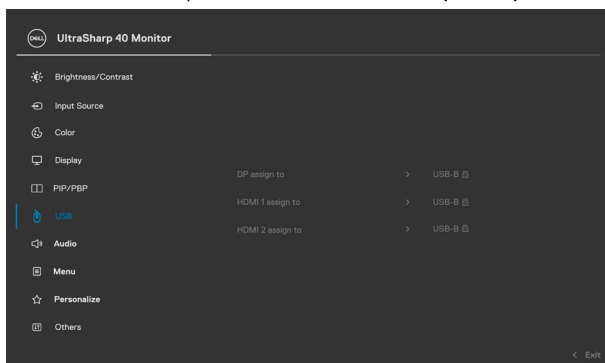 DELL
UltraSharp 40 Monitor
Brightness/Contrast
Input Source
Color
Display
PIP/PBP
USB
Audio
Menu
Personalize
Others
DP assign to > USB-B
HDMI 1 assign to > USB-B
HDMI 2 assign to > USB-B
< Exit